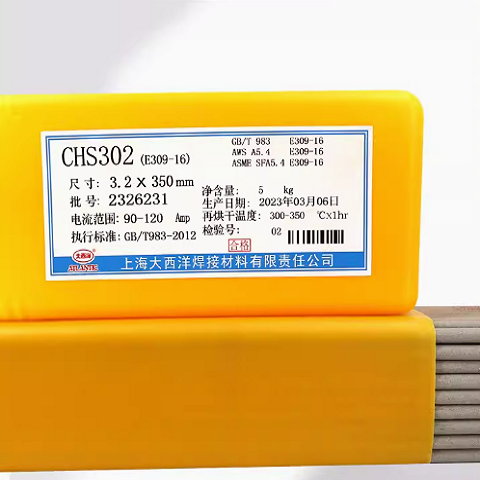 CHS302 (E309-16)
GB/T 983 E309-16
AWS A5.4 E309-16
ASME SFA5.4 E309-16
尺寸: 3.2 X 350mm
批号: 2326231
电流范围: 90-120 Amp
执行标准: GB/T983-2012
净含量: 5 kg
生产日期: 2023年03月06日
再烘干温度: 300-350 ℃x1hr
检验号: 02
合格
大西洋
ATLANTIC
上海大西洋焊接材料有限责任公司